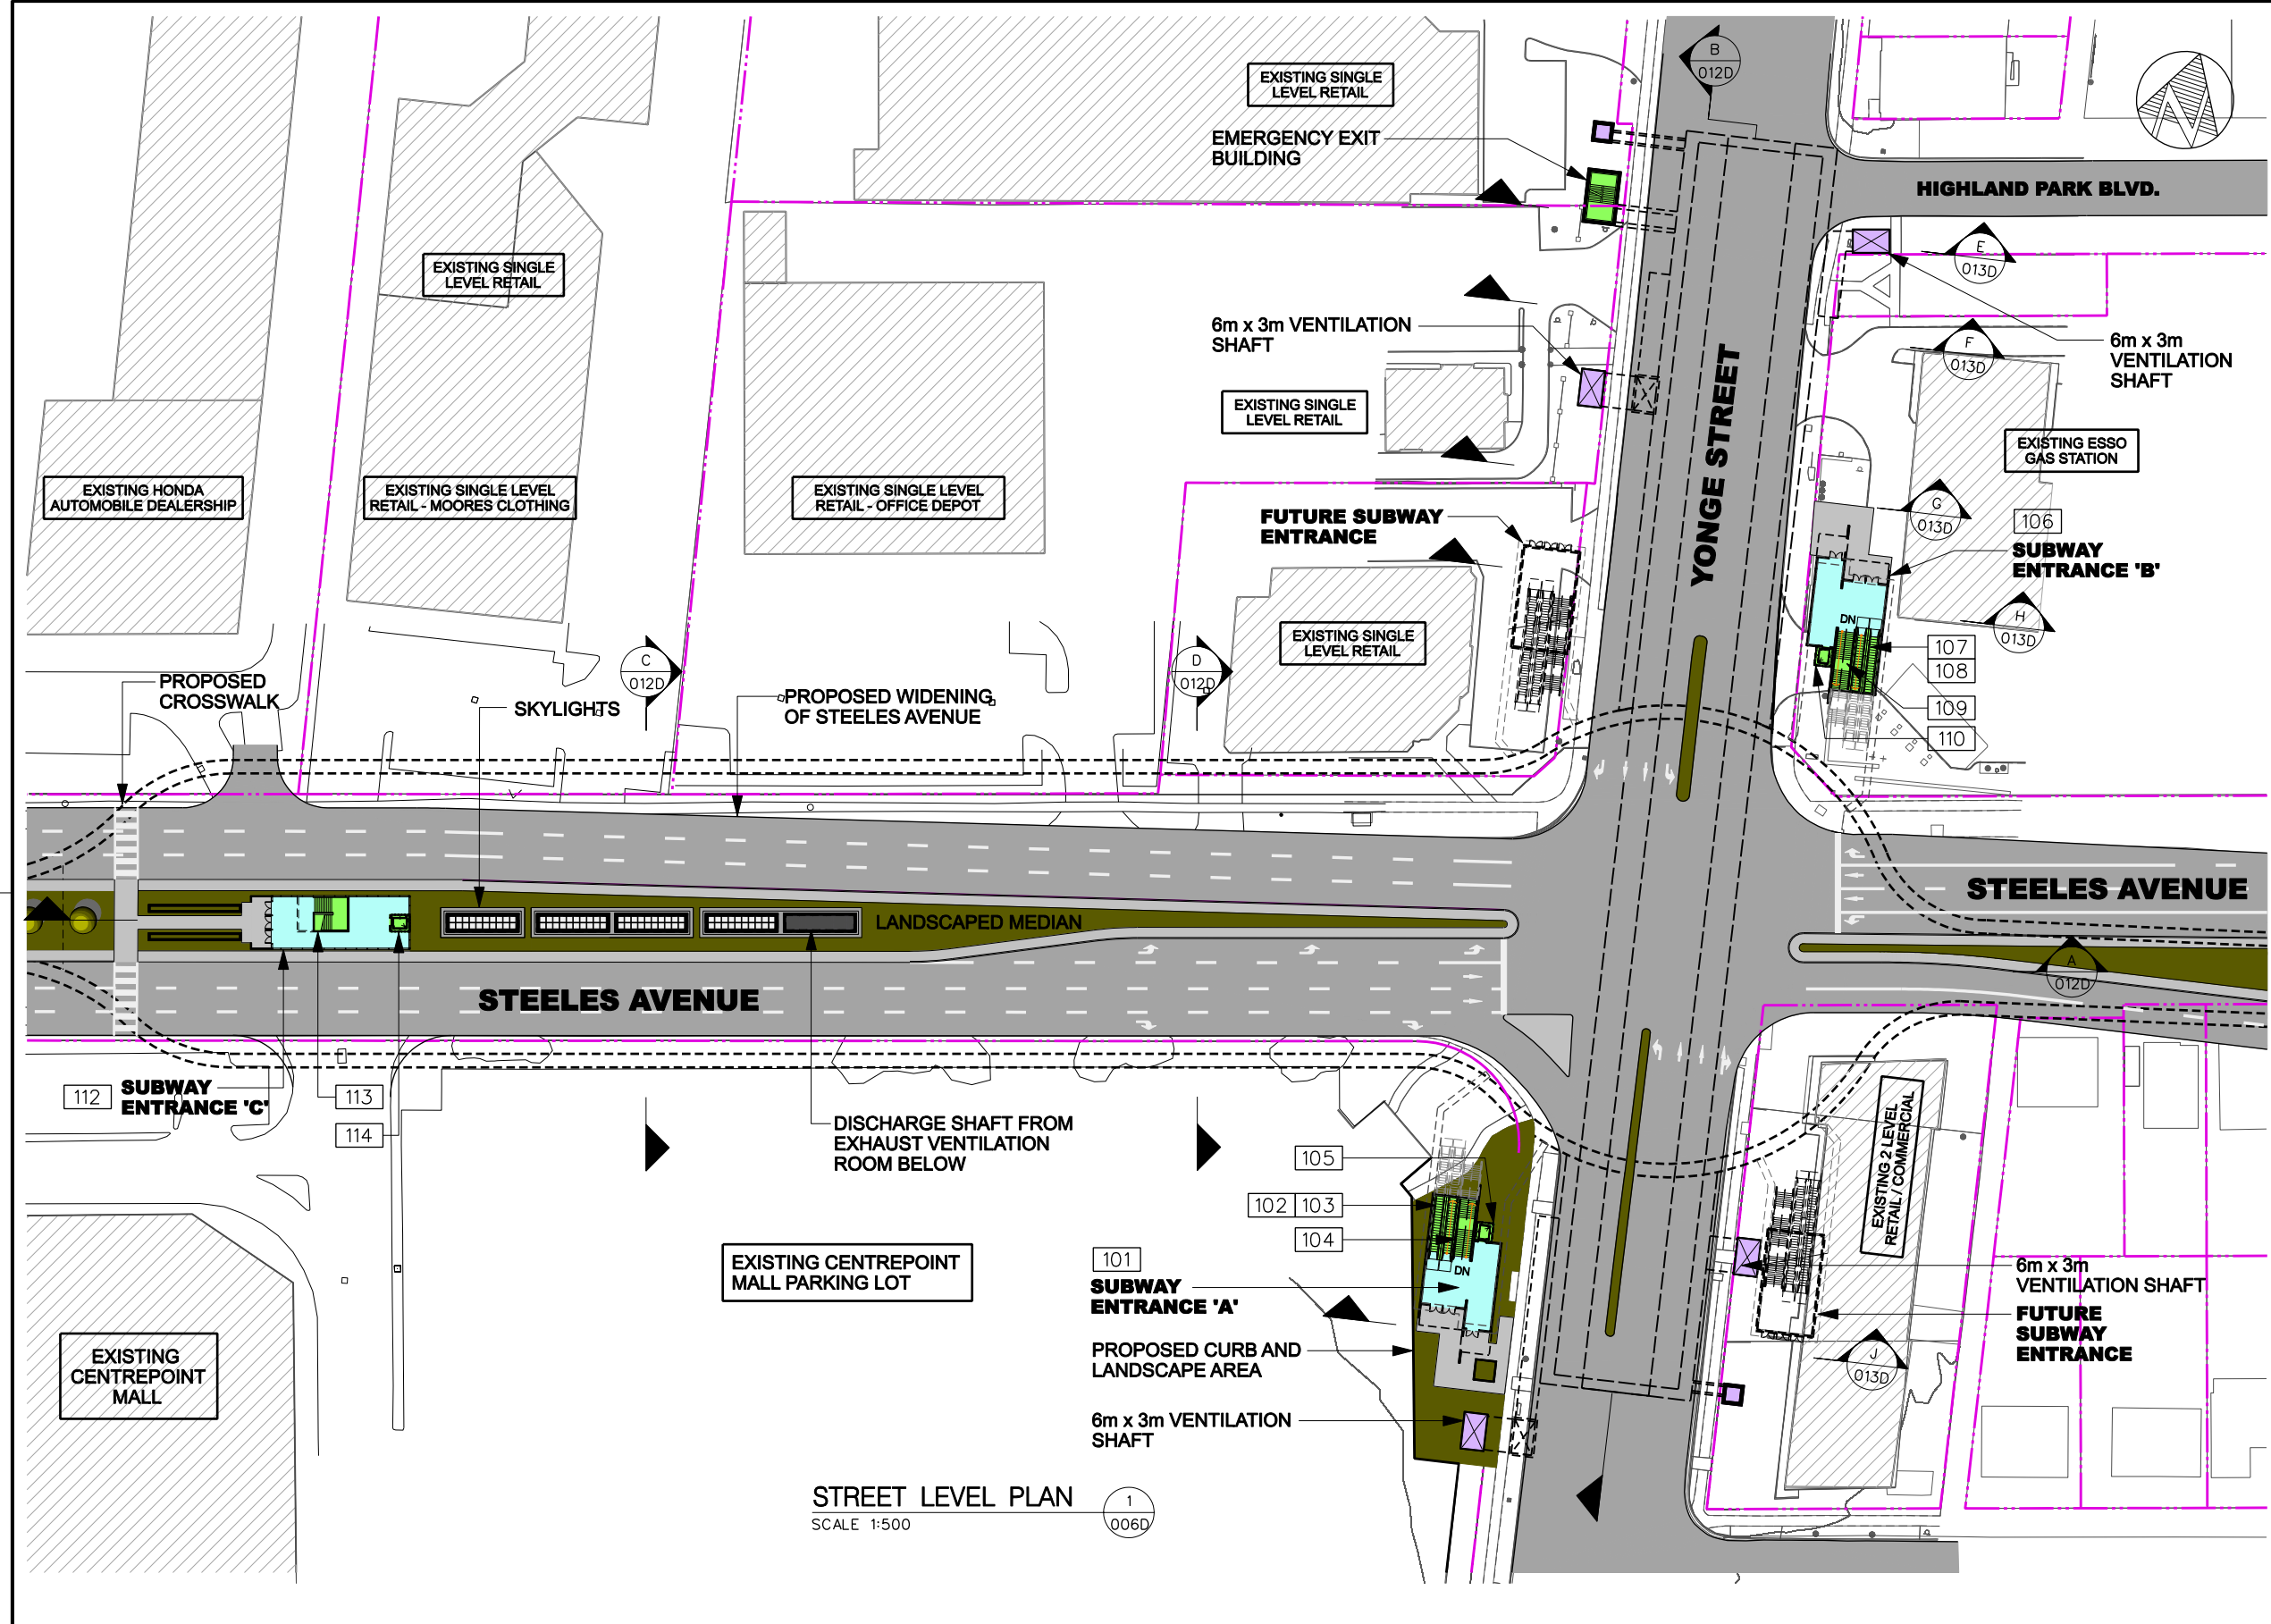 B
012D
EXISTING SINGLE
LEVEL RETAIL
EMERGENCY EXIT
BUILDING
HIGHLAND PARK BLVD.
E
013D
EXISTING SINGLE
LEVEL RETAIL
6m x 3m VENTILATION
SHAFT
6m x 3m
VENTILATION
SHAFT
F
013D
YONGE STREET
EXISTING SINGLE
LEVEL RETAIL
EXISTING ESSO
GAS STATION
EXISTING HONDA
AUTOMOBILE DEALERSHIP
EXISTING SINGLE LEVEL
RETAIL - MOORES CLOTHING
EXISTING SINGLE LEVEL
RETAIL - OFFICE DEPOT
FUTURE SUBWAY
ENTRANCE
G
013D
106
SUBWAY
ENTRANCE 'B'
H
013D
DN
EXISTING SINGLE
LEVEL RETAIL
107
108
109
110
C
012D
D
012D
PROPOSED
CROSSWALK
SKYLIGHTS
PROPOSED WIDENING
OF STEELES AVENUE
STEELES AVENUE
LANDSCAPED MEDIAN
A
012D
STEELES AVENUE
112
SUBWAY
ENTRANCE 'C'
113
114
DISCHARGE SHAFT FROM
EXHAUST VENTILATION
ROOM BELOW
105
102
103
104
EXISTING 2 LEVEL
RETAIL / COMMERCIAL
EXISTING CENTREPOINT
MALL PARKING LOT
101
SUBWAY
ENTRANCE 'A'
DN
6m x 3m
VENTILATION SHAFT
FUTURE
SUBWAY
ENTRANCE
PROPOSED CURB AND
LANDSCAPE AREA
J
013D
EXISTING
CENTREPOINT
MALL
6m x 3m VENTILATION
SHAFT
STREET LEVEL PLAN
SCALE 1:500
1
006D